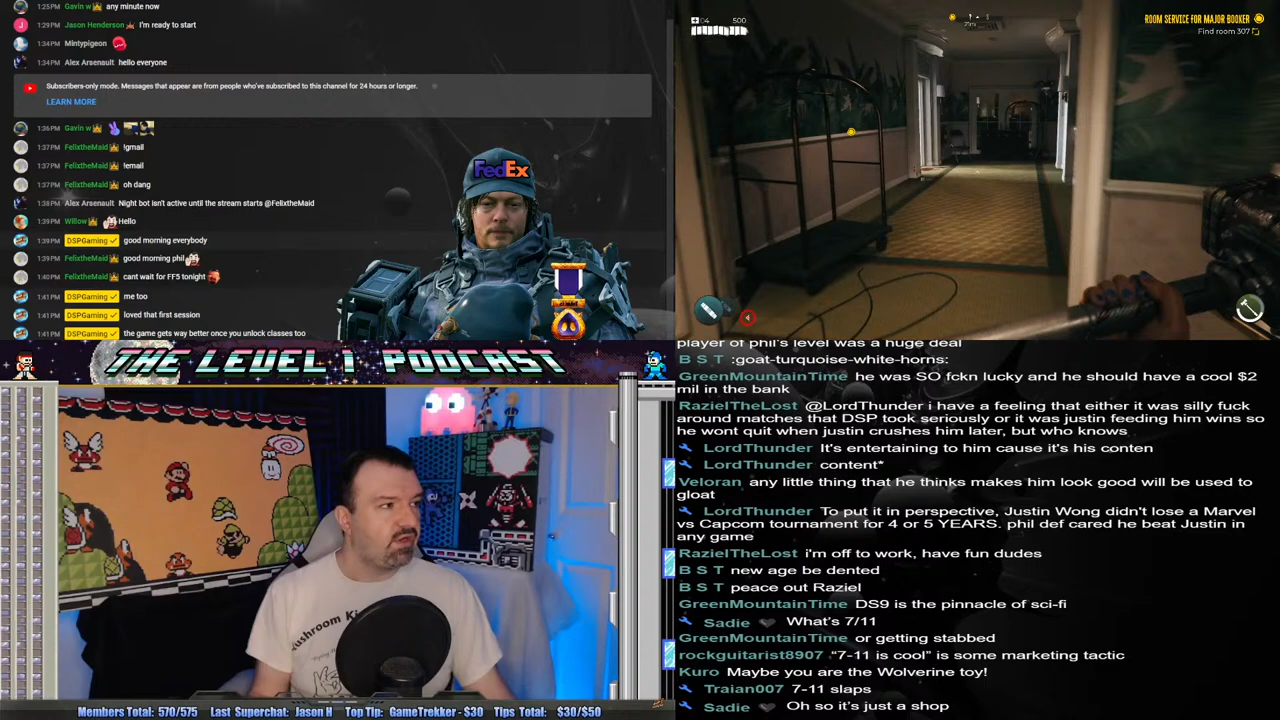 1:25PM Gavin w any minute now
1:29PM Jason Henderson I'm ready to start
1:34PM Mintypigeon
1:34PM Alex Arsenault hello everyone
Subscribers-only mode. Messages that appear are from people who've subscribed to this channel for 24 hours or longer.
LEARN MORE
1:36PM Gavin w
1:37PM FelixtheMaid !gmail
1:37PM FelixtheMaid !email
1:37PM FelixtheMaid oh dang
1:38PM Alex Arsenault Night bot isn't active until the stream starts @FelixtheMaid
1:39PM Willow Hello
1:39PM DSPGaming good morning everybody
1:39PM FelixtheMaid good morning phil
1:40PM FelixtheMaid cant wait for FF5 tonight
1:41PM DSPGaming me too
1:41PM DSPGaming loved that first session
1:41PM DSPGaming the game gets way better once you unlock classes too
FedEx
500
ROOM SERVICE FOR MAJOR BOOKER
Find room 307
THE LEVEL 1 PODCAST
Members Total: 570/575 Last Superchat: Jason H Top Tip: GameTrekker - $30 Tips Total: $30/$50
player of phil's level was a huge deal
B S T :goat-turquoise-white-horns:
GreenMountainTime he was SO fckn lucky and he should have a cool $2
mil in the bank
RazielTheLost @LordThunder i have a feeling that either it was silly fuck
around matches that DSP took seriously or it was justin feeding him wins so
he wont quit when justin crushes him later, but who knows
LordThunder It's entertaining to him cause it's his conten
LordThunder content*
Veloran any little thing that he thinks makes him look good will be used to
gloat
LordThunder To put it in perspective, Justin Wong didn't lose a Marvel
vs Capcom tournament for 4 or 5 YEARS. phil def cared he beat Justin in
any game
RazielTheLost i'm off to work, have fun dudes
B S T new age be dented
B S T peace out Raziel
GreenMountainTime DS9 is the pinnacle of sci-fi
Sadie What's 7/11
GreenMountainTime or getting stabbed
rockguitarist8907 "7-11 is cool" is some marketing tactic
Kuro Maybe you are the Wolverine toy!
Traian007 7-11 slaps
Sadie Oh so it's just a shop